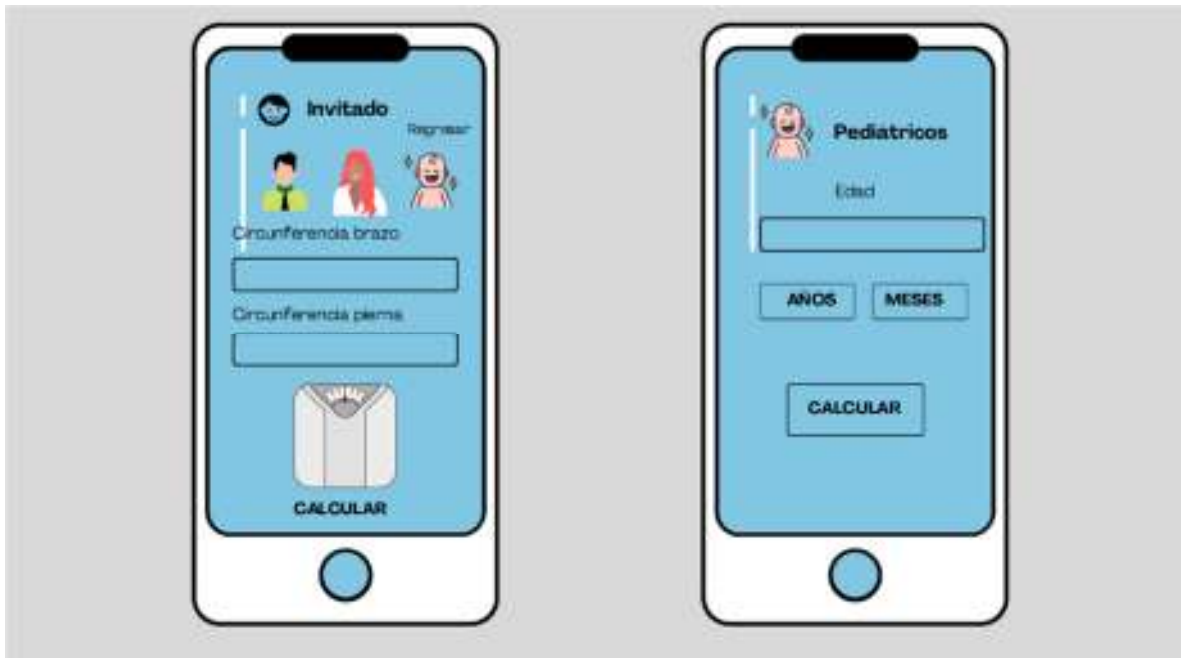 Invitado
Regresar
Circunferencia brazo
Circunferencia pierna
CALCULAR
Pediatricos
Edad
AÑOS
MESES
CALCULAR